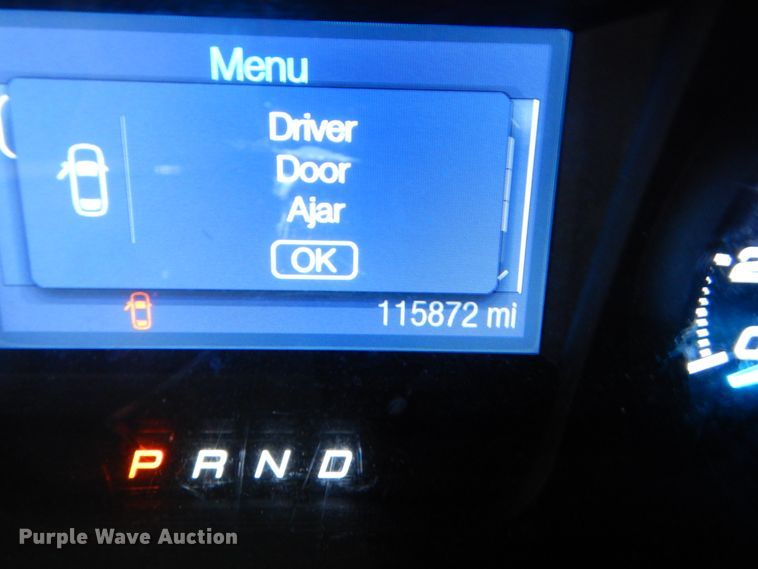 Menu
Driver
Door
Ajar
OK
115872 mi
P R N D
Purple Wave Auction